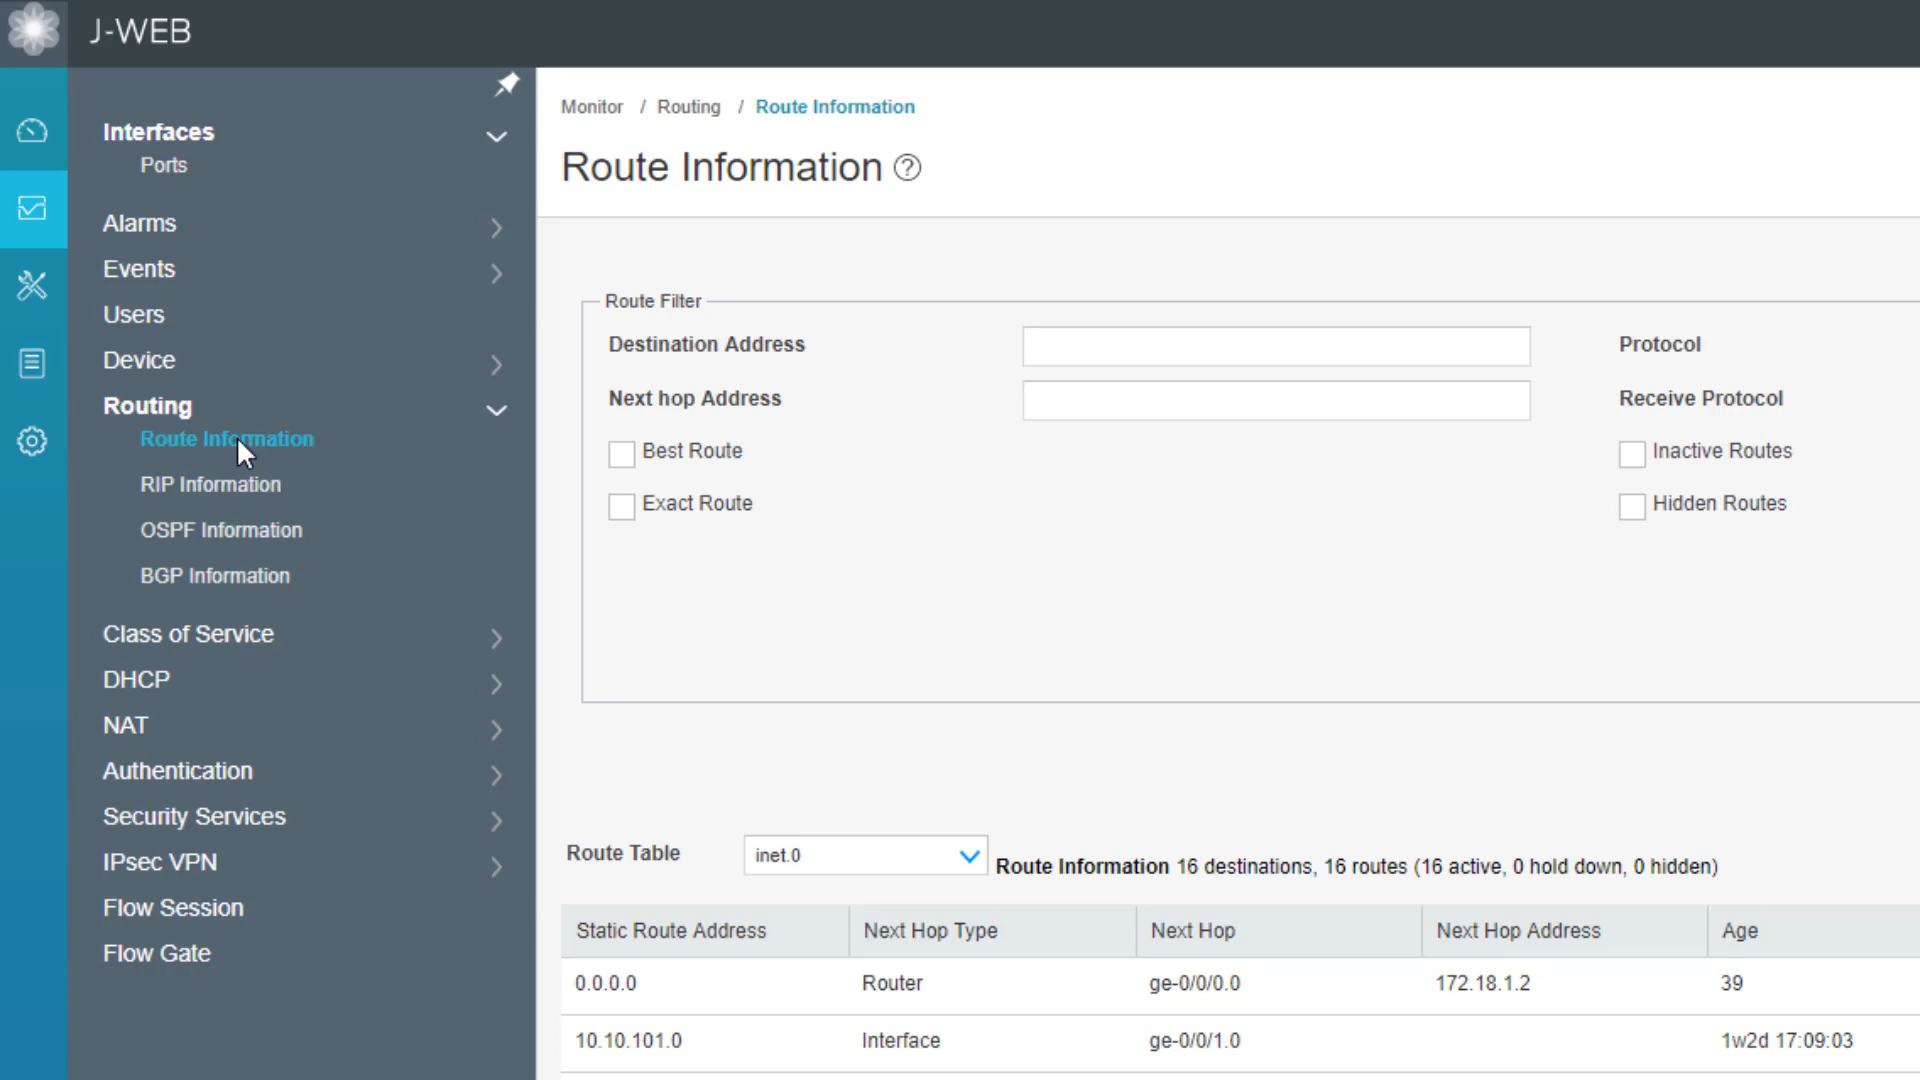 J-WEB
Interfaces
Ports
Alarms
Events
Users
Device
Routing
Route Information
RIP Information
OSPF Information
BGP Information
Class of Service
DHCP
NAT
Authentication
Security Services
IPsec VPN
Flow Session
Flow Gate
Monitor / Routing / Route Information
Route Information ?
Route Filter
Destination Address Protocol
Next hop Address Receive Protocol
Best Route Inactive Routes
Exact Route Hidden Routes
Route Table inet.0 Route Information 16 destinations, 16 routes (16 active, 0 hold down, 0 hidden)
Static Route Address Next Hop Type Next Hop Next Hop Address Age
0.0.0.0 Router ge-0/0/0.0 172.18.1.2 39
10.10.101.0 Interface ge-0/0/1.0 1w2d 17:09:03